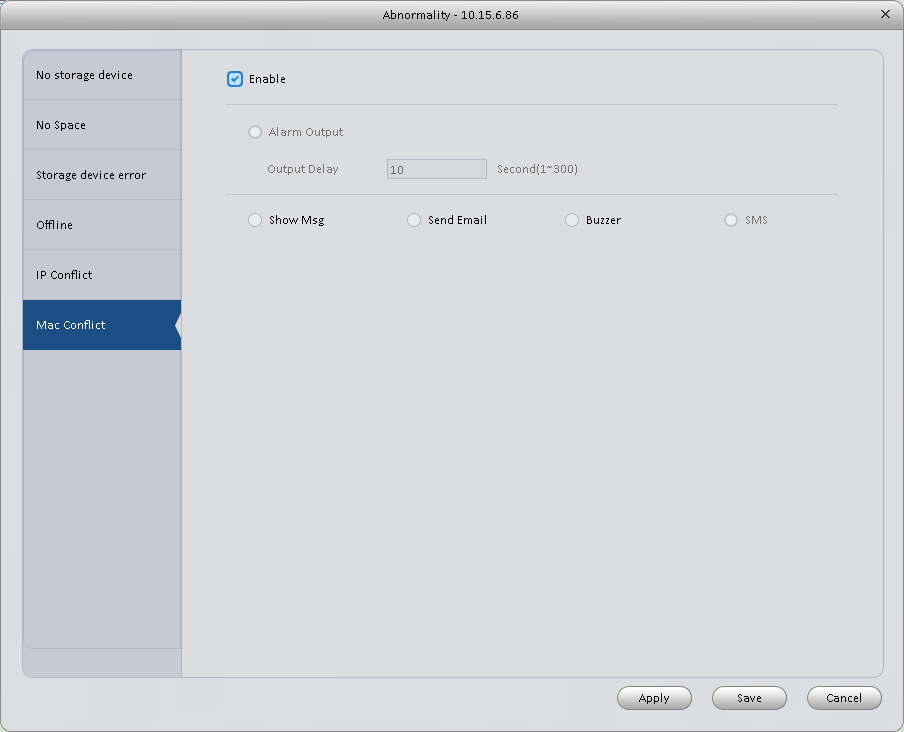 Abnormality - 10.15.6.86
No storage device
No Space
Storage device error
Offline
IP Conflict
Mac Conflict
Enable
Alarm Output
Output Delay 10 Second(1~300)
Show Msg Send Email Buzzer SMS
Apply Save Cancel